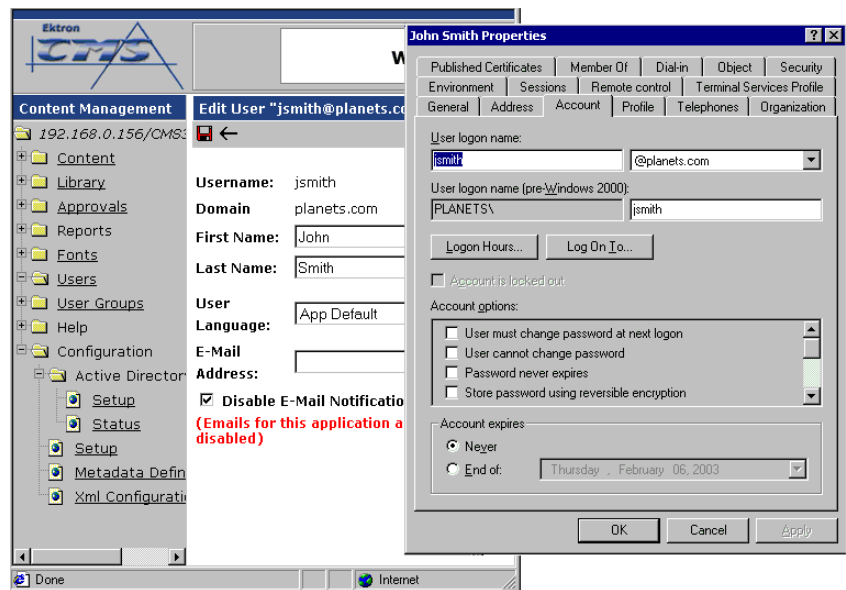 Ektron
CMS
W
Content Management
Edit User "jsmith@planets.co
192.168.0.156/CMS3
Content
Library
Approvals
Reports
Fonts
Users
User Groups
Help
Configuration
Active Director
Setup
Status
Setup
Metadata Defin
Xml Configurati
Username: jsmith
Domain planets.com
First Name: John
Last Name: Smith
User
Language: App Default
E-Mail
Address:
Disable E-Mail Notificatio
(Emails for this application a
disabled)
Done
Internet
John Smith Properties
Published Certificates Member Of Dial-in Object Security
Environment Sessions Remote control Terminal Services Profile
General Address Account Profile Telephones Organization
User logon name:
jsmith @planets.com
User logon name (pre-Windows 2000):
PLANETS\ jsmith
Logon Hours... Log On To...
Account is locked out
Account options:
User must change password at next logon
User cannot change password
Password never expires
Store password using reversible encryption
Account expires
Never
End of: Thursday , February 06, 2003
OK Cancel Apply